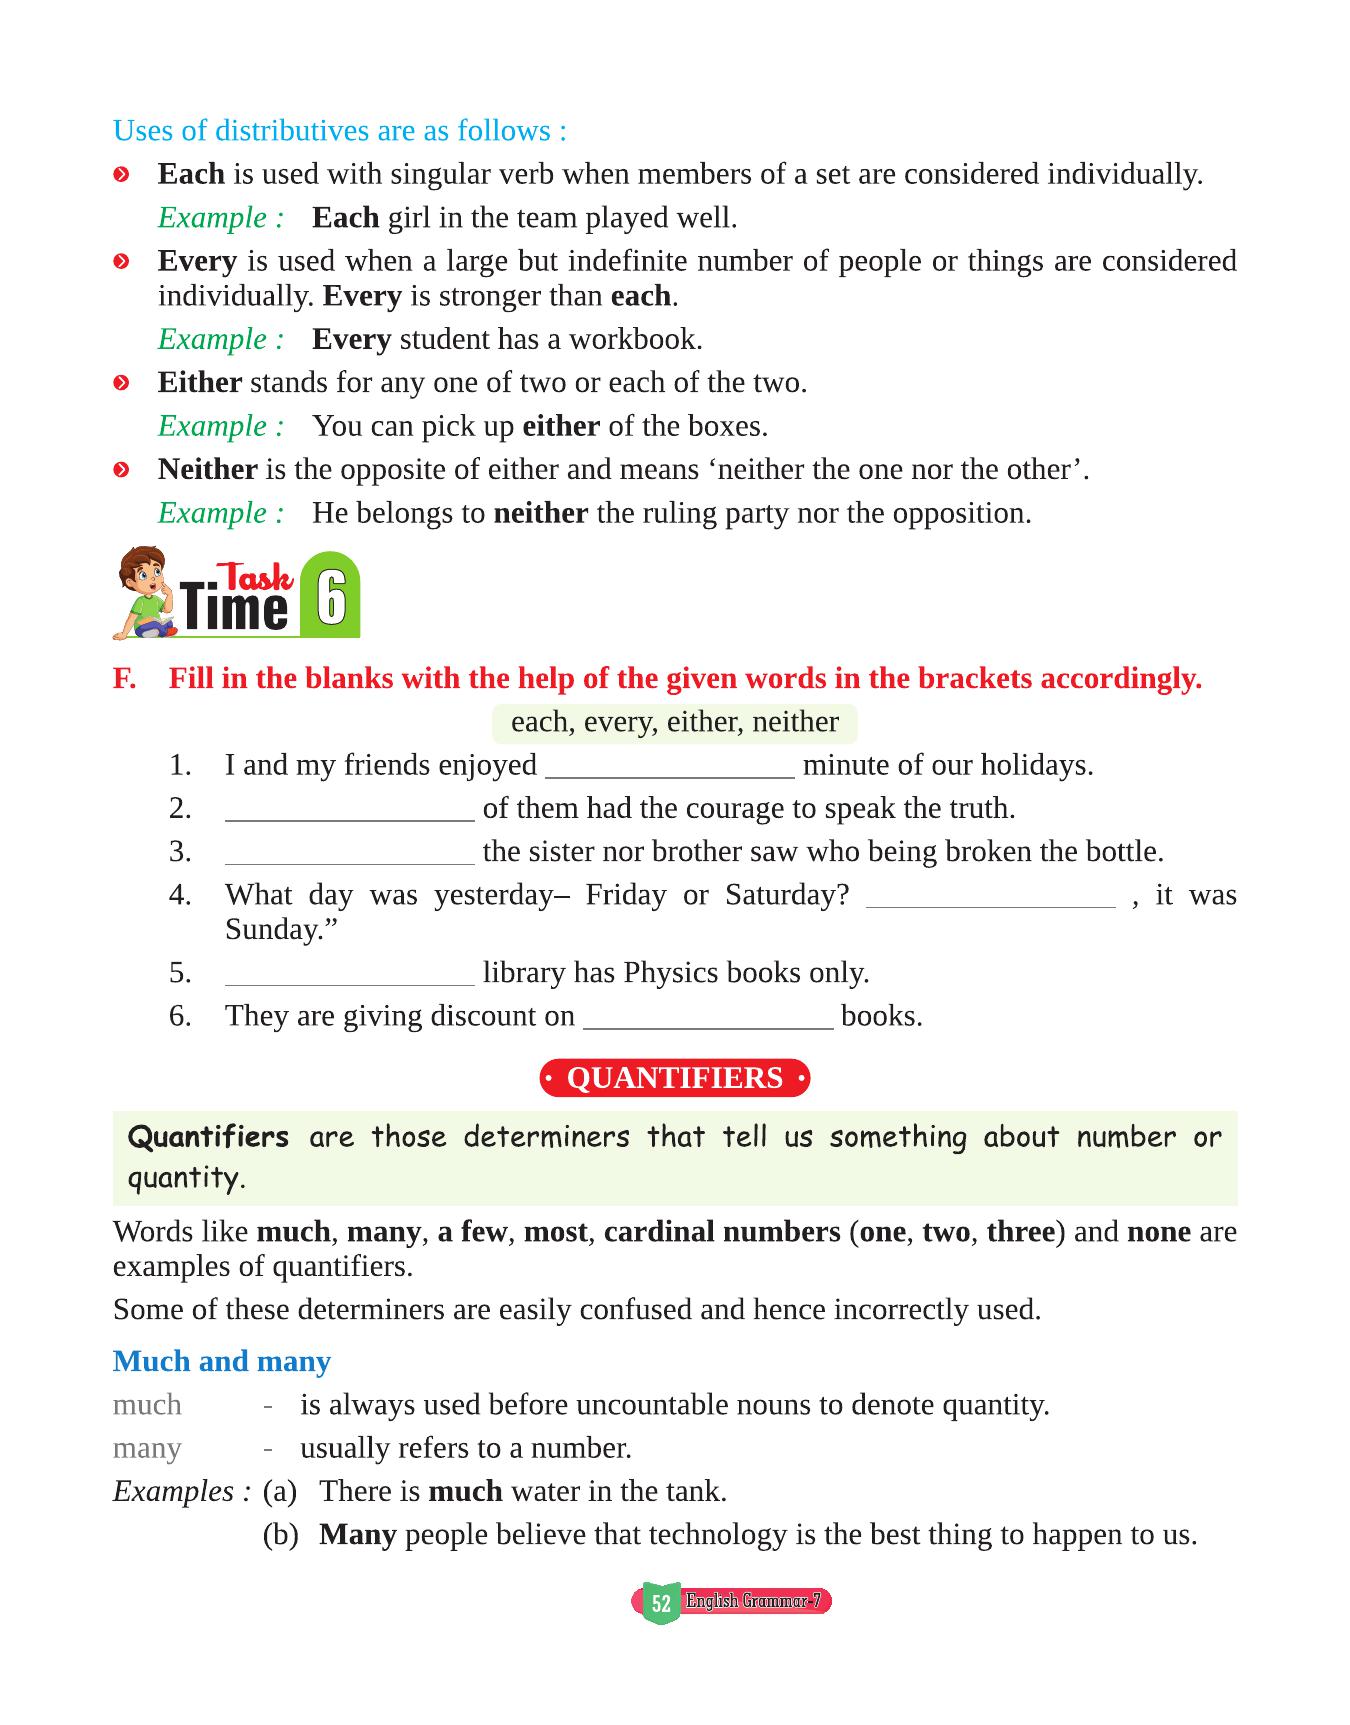 Uses of distributives are as follows :
Each is used with singular verb when members of a set are considered individually.
Example : Each girl in the team played well.
Every is used when a large but indefinite number of people or things are considered
individually. Every is stronger than each.
Example : Every student has a workbook.
Either stands for any one of two or each of the two.
Example : You can pick up either of the boxes.
Neither is the opposite of either and means ‘neither the one nor the other’.
Example : He belongs to neither the ruling party nor the opposition.
Task
Time 6
F. Fill in the blanks with the help of the given words in the brackets accordingly.
each, every, either, neither
1. I and my friends enjoyed ________________ minute of our holidays.
2. ________________ of them had the courage to speak the truth.
3. ________________ the sister nor brother saw who being broken the bottle.
4. What day was yesterday– Friday or Saturday? ________________ , it was
Sunday.”
5. ________________ library has Physics books only.
6. They are giving discount on ________________ books.
• QUANTIFIERS •
Quantifiers are those determiners that tell us something about number or
quantity.
Words like much, many, a few, most, cardinal numbers (one, two, three) and none are
examples of quantifiers.
Some of these determiners are easily confused and hence incorrectly used.
Much and many
much - is always used before uncountable nouns to denote quantity.
many - usually refers to a number.
Examples : (a) There is much water in the tank.
(b) Many people believe that technology is the best thing to happen to us.
52 English Grammar-7